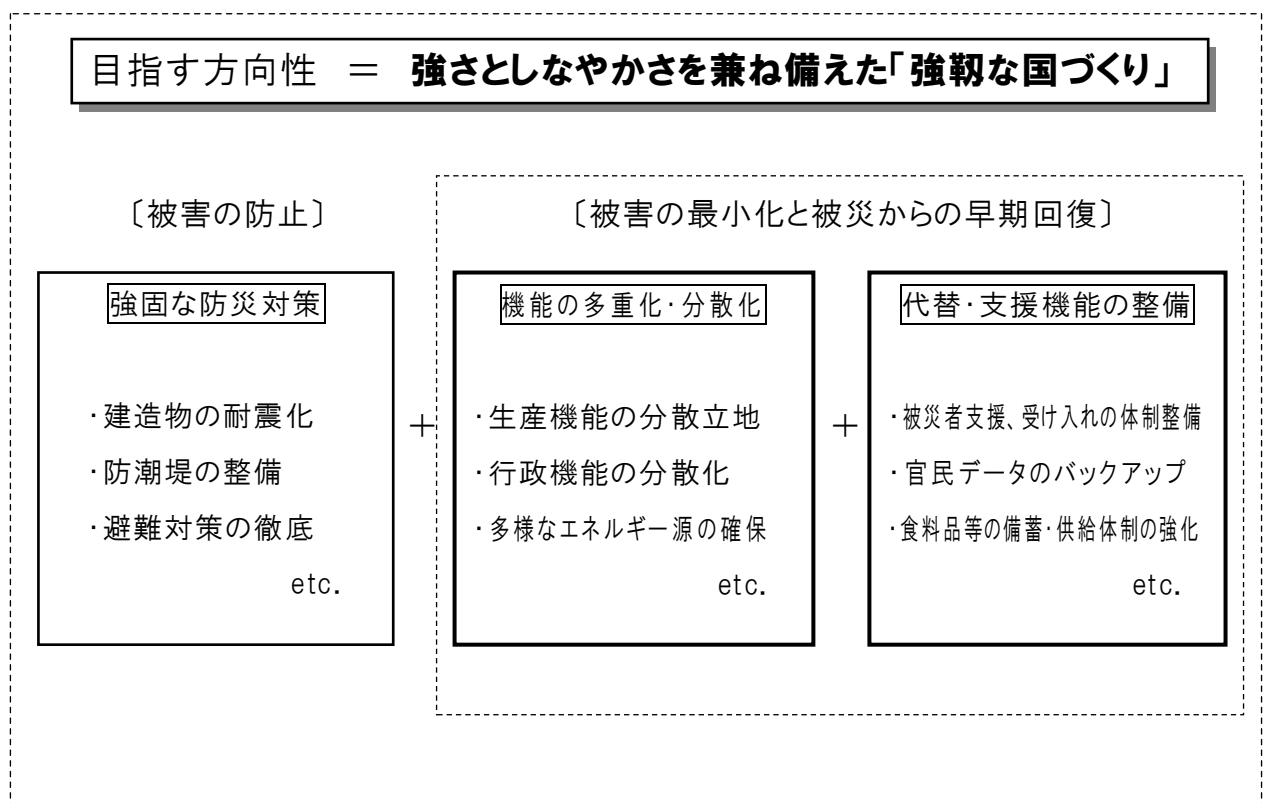 目指す方向性 ＝ 強さとしなやかさを兼ね備えた「強靱な国づくり」
〔被害の防止〕
〔被害の最小化と被災からの早期回復〕
強固な防災対策
・建造物の耐震化
・防潮堤の整備
・避難対策の徹底
etc.
＋
機能の多重化・分散化
・生産機能の分散立地
・行政機能の分散化
・多様なエネルギー源の確保
etc.
＋
代替・支援機能の整備
・被災者支援、受け入れの体制整備
・官民データのバックアップ
・食料品等の備蓄・供給体制の強化
etc.